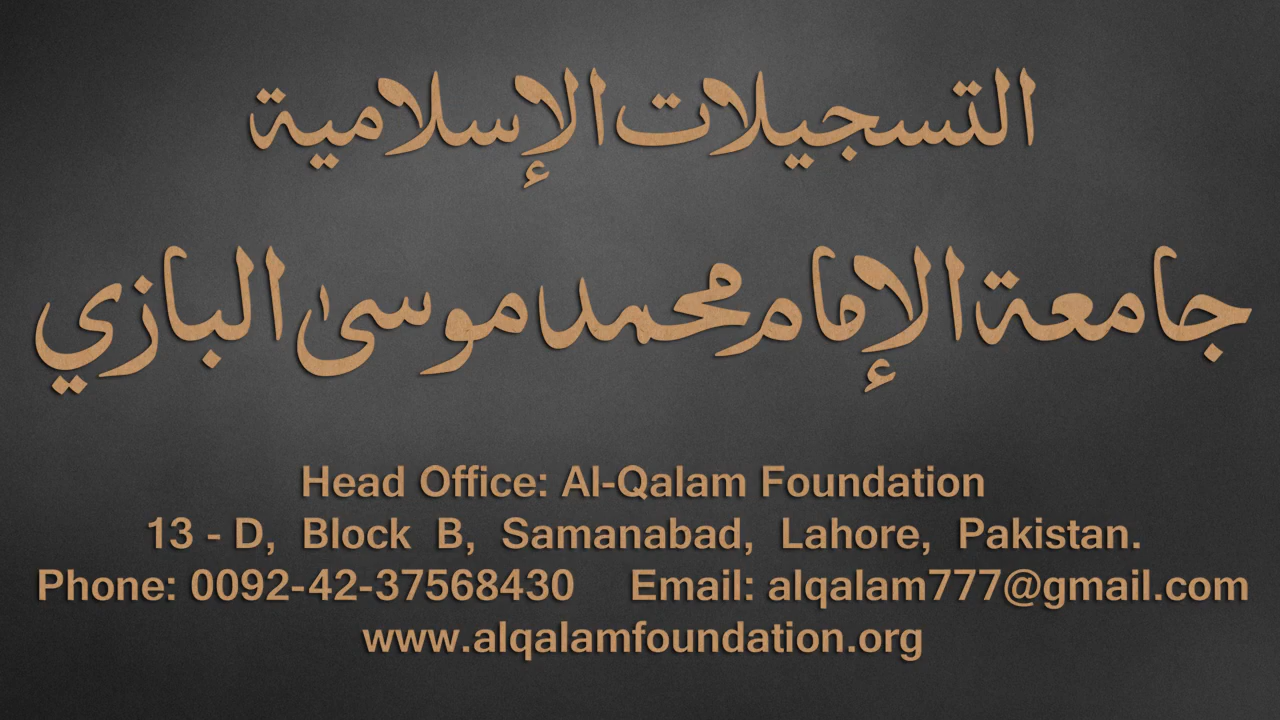 التسجيلات الإسلامية
جامعة الإمام محمد موسىٰ البازي
Head Office: Al-Qalam Foundation
13 - D, Block B, Samanabad, Lahore, Pakistan.
Phone: 0092-42-37568430 Email: alqalam777@gmail.com
www.alqalamfoundation.org